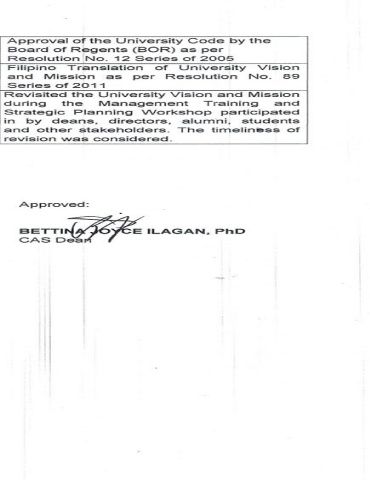 Approval of the University Code by the
Board of Regents (BOR) as per
Resolution No. 12 Series of 2005
Filipino Translation of University Vision
and Mission as per Resolution No. 89
Series of 2011
Revisited the University Vision and Mission
during the Management Training and
Strategic Planning Workshop participated
in by deans, directors, alumni, students
and other stakeholders. The timeliness of
revision was considered.
Approved:
BETTINA JOYCE ILAGAN, PhD
CAS Dean